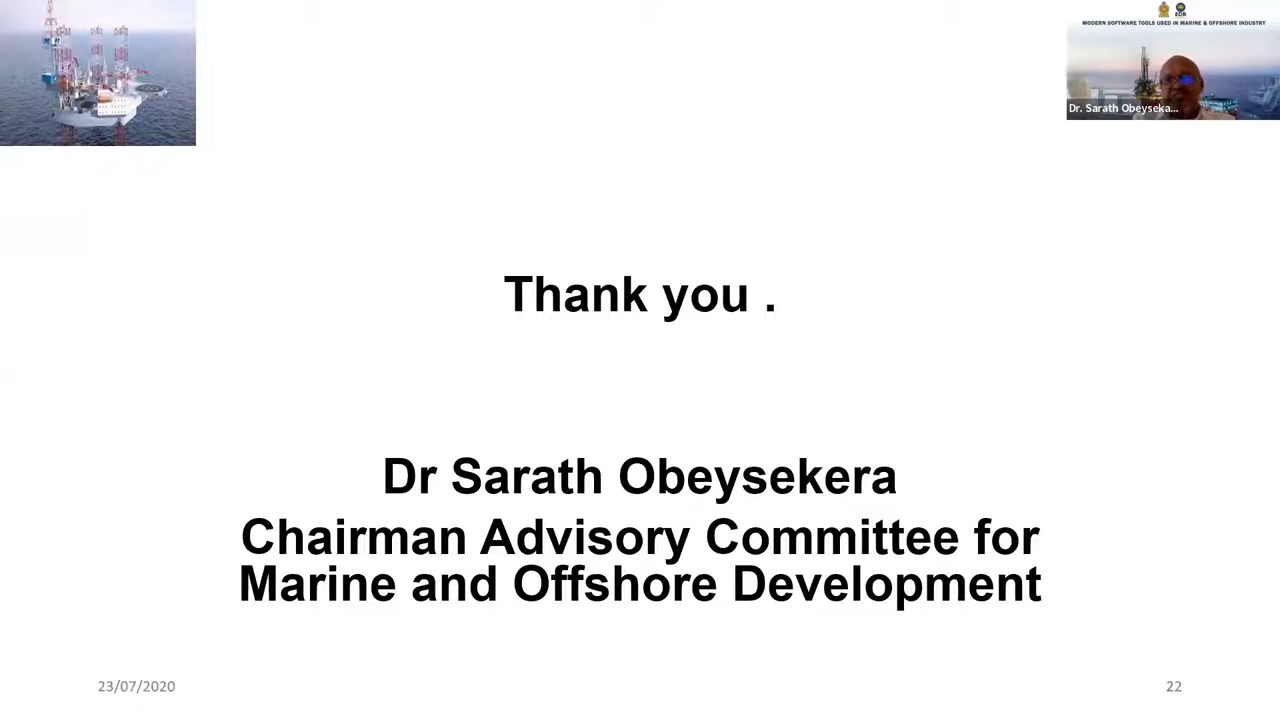 EDB
MODERN SOFTWARE TOOLS USED IN MARINE & OFFSHORE INDUSTRY
Dr. Sarath Obeyseka...
Thank you .
Dr Sarath Obeysekera
Chairman Advisory Committee for
Marine and Offshore Development
23/07/2020
22